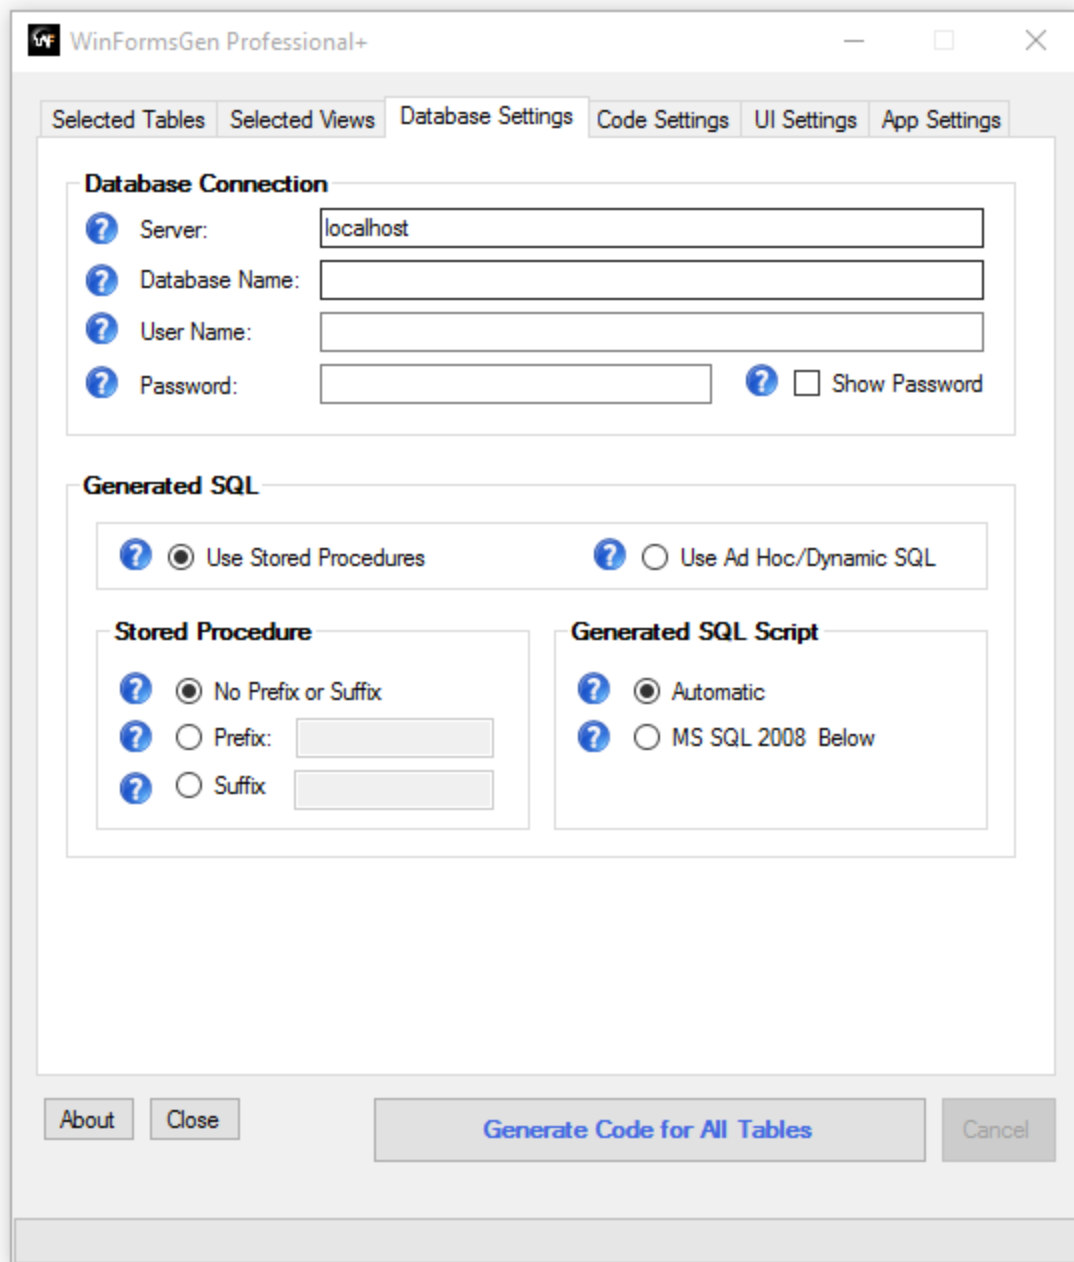 WinFormsGen Professional+
Selected Tables Selected Views Database Settings Code Settings UI Settings App Settings
Database Connection
? Server: localhost
? Database Name:
? User Name:
? Password: ? Show Password
Generated SQL
? Use Stored Procedures ? Use Ad Hoc/Dynamic SQL
Stored Procedure
? No Prefix or Suffix
? Prefix:
? Suffix
Generated SQL Script
? Automatic
? MS SQL 2008 Below
About Close Generate Code for All Tables Cancel